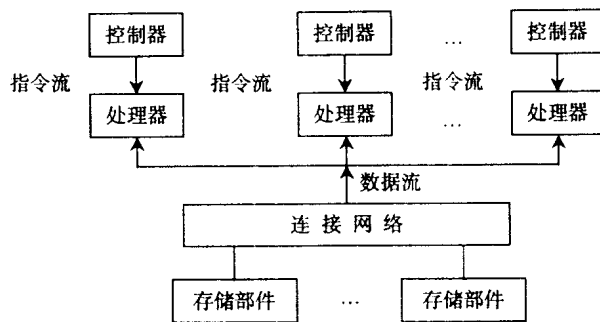 控制器 控制器 … 控制器
指令流 指令流 指令流
处理器 处理器 … 处理器
数据流
连接网络
存储部件 … 存储部件